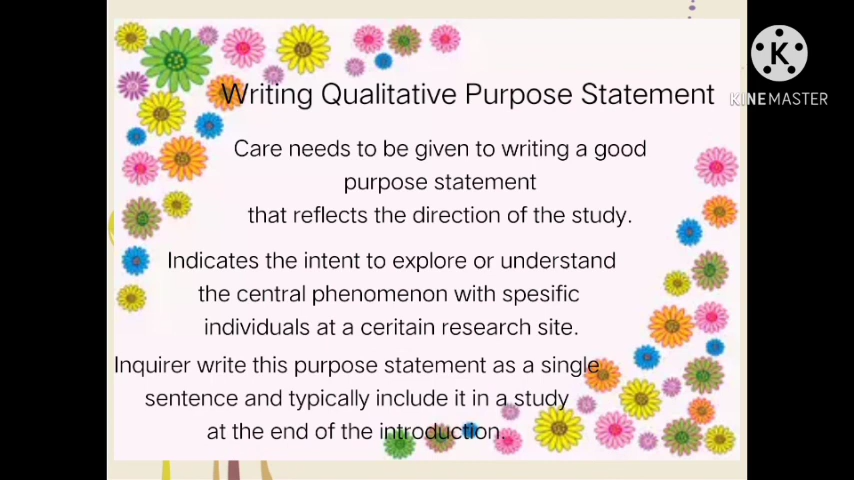 Writing Qualitative Purpose Statement
K
KINEMASTER
Care needs to be given to writing a good
purpose statement
that reflects the direction of the study.
Indicates the intent to explore or understand
the central phenomenon with spesific
individuals at a ceritain research site.
Inquirer write this purpose statement as a single
sentence and typically include it in a study
at the end of the introduction.